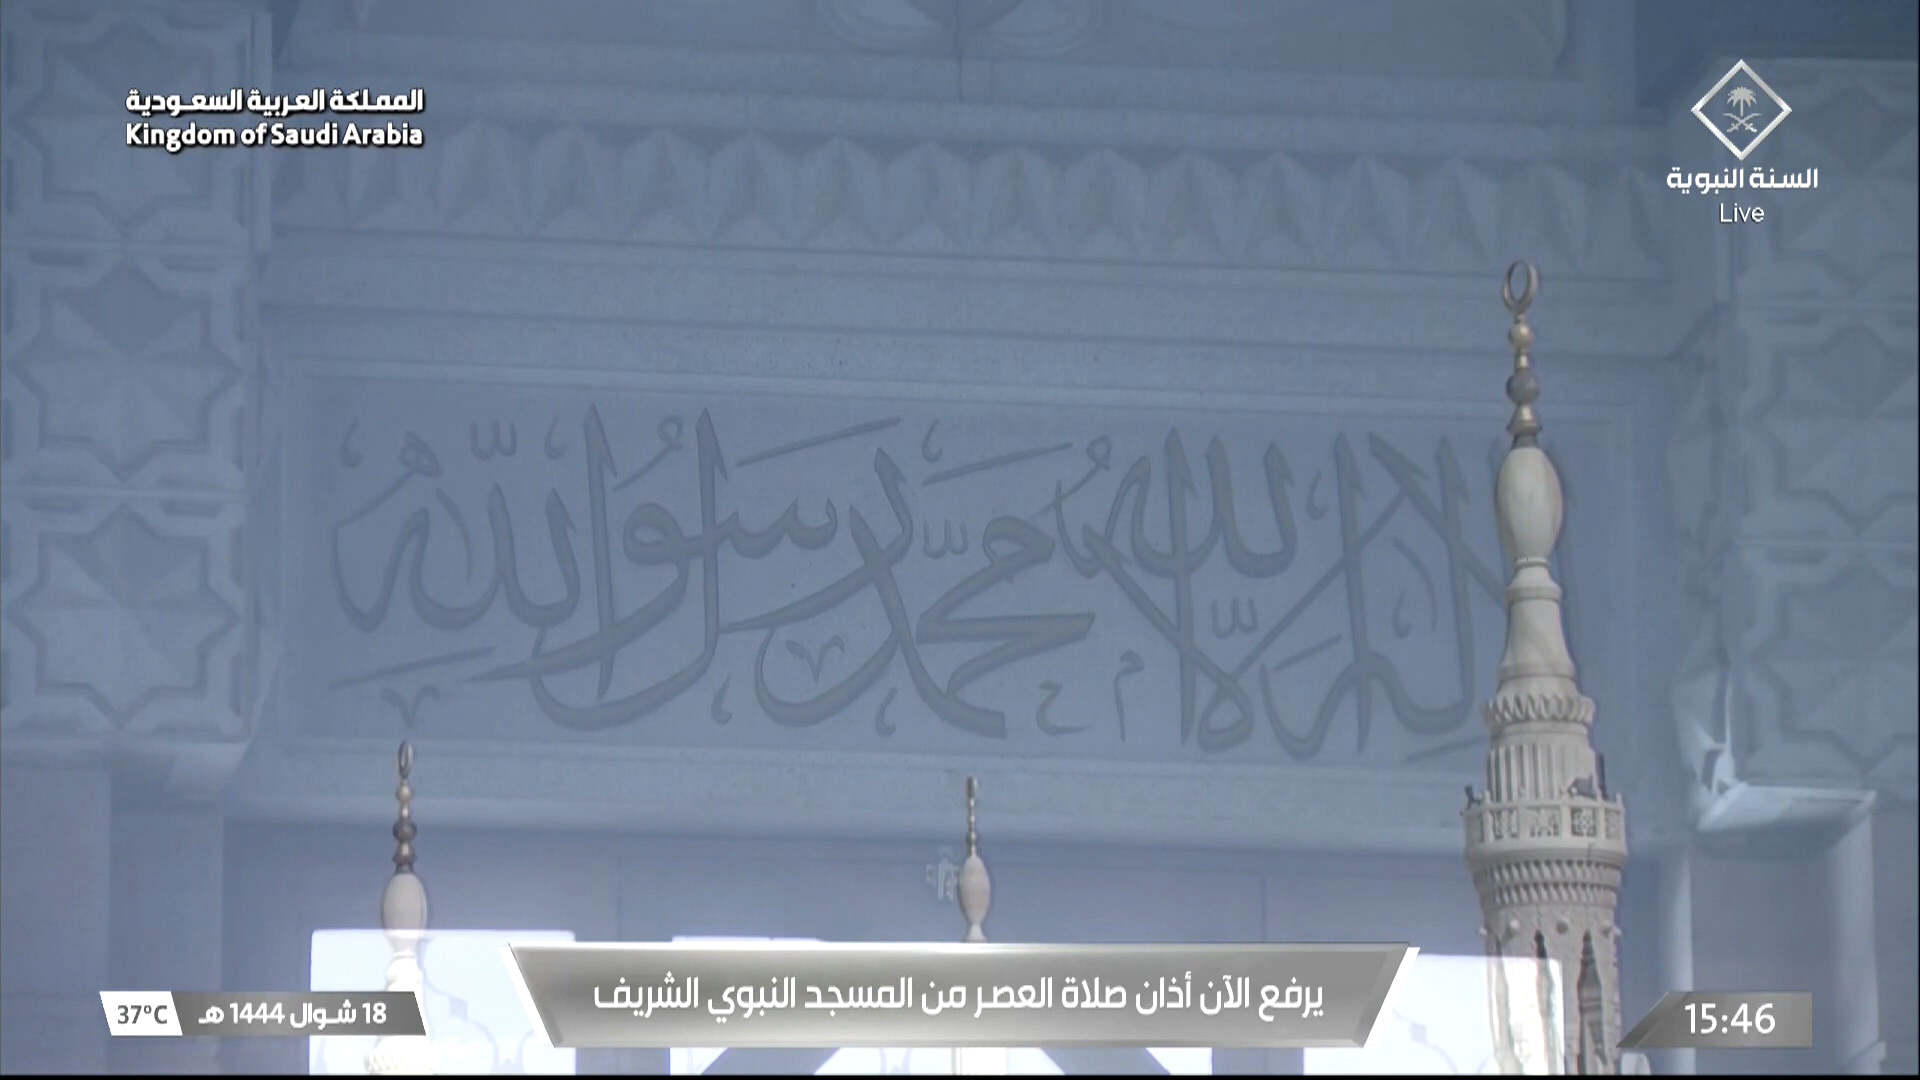 المملكة العربية السعودية
Kingdom of Saudi Arabia
السنة النبوية
Live
لا إله إلا الله محمد رسول الله
يرفع الآن أذان صلاة العصر من المسجد النبوي الشريف
37°C
18 شوال 1444 هـ
15:46